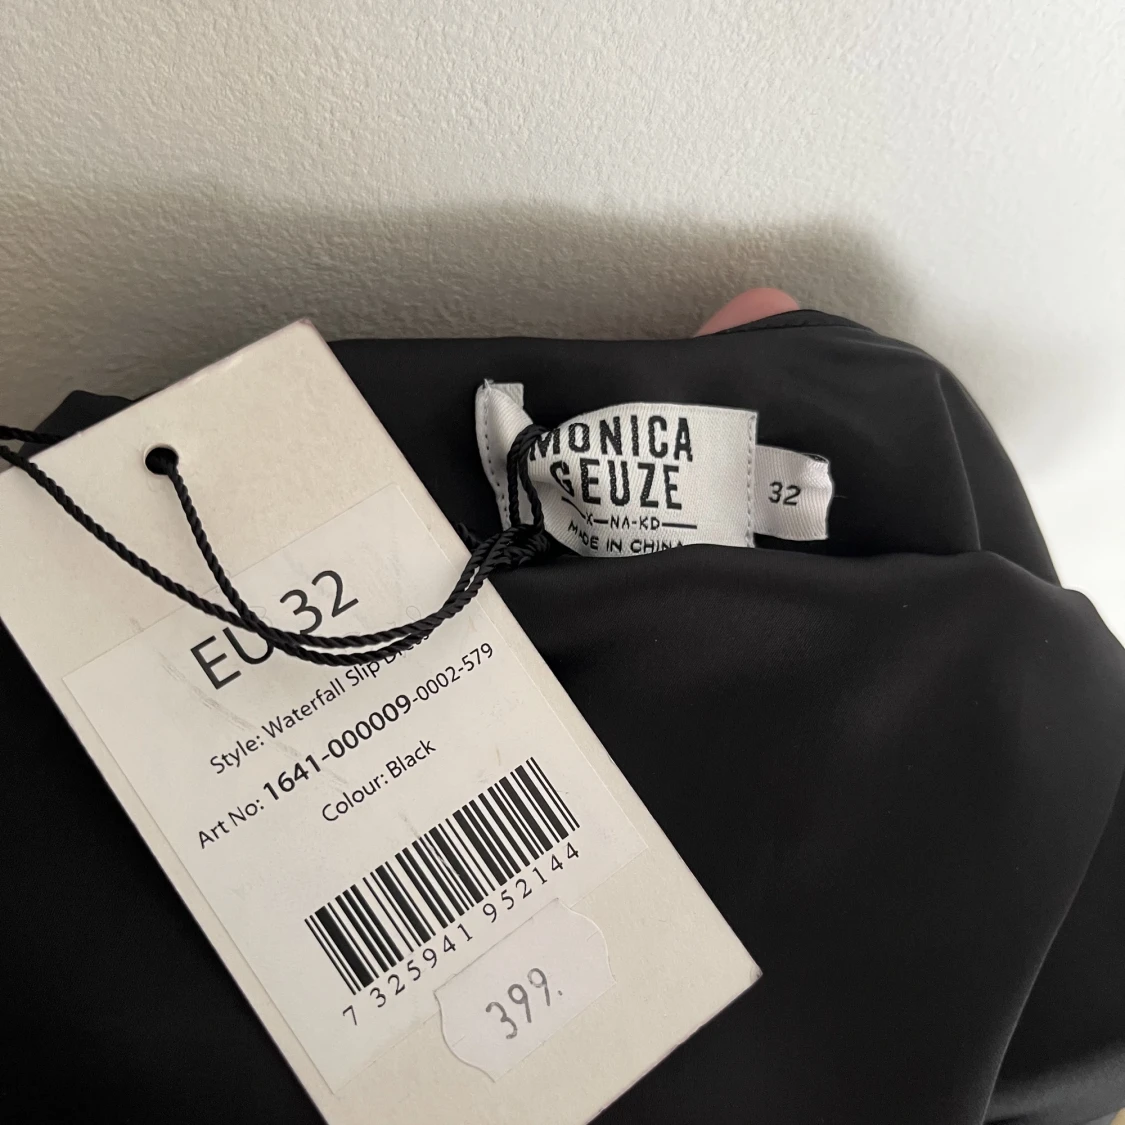 MONICA
GEUZE
X—NA-KD—
MADE IN CHINA
32
EU 32
Style: Waterfall Slip Dress
Art No: 1641-000009-0002-579
Colour: Black
7 325941 952144
399.